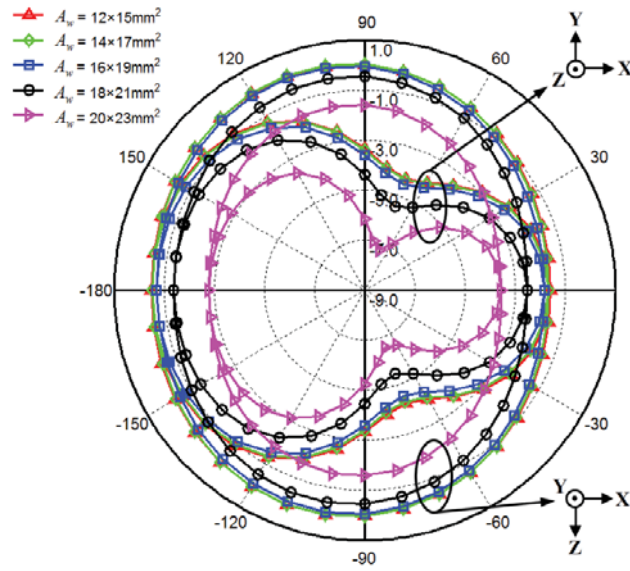 A_w = 12×15mm²
A_w = 14×17mm²
A_w = 16×19mm²
A_w = 18×21mm²
A_w = 20×23mm²
90
120
60
150
30
-180
-150
-30
-120
-60
-90
1.0
-1.0
-3.0
-9.0
Y
Z
X
Y
X
Z